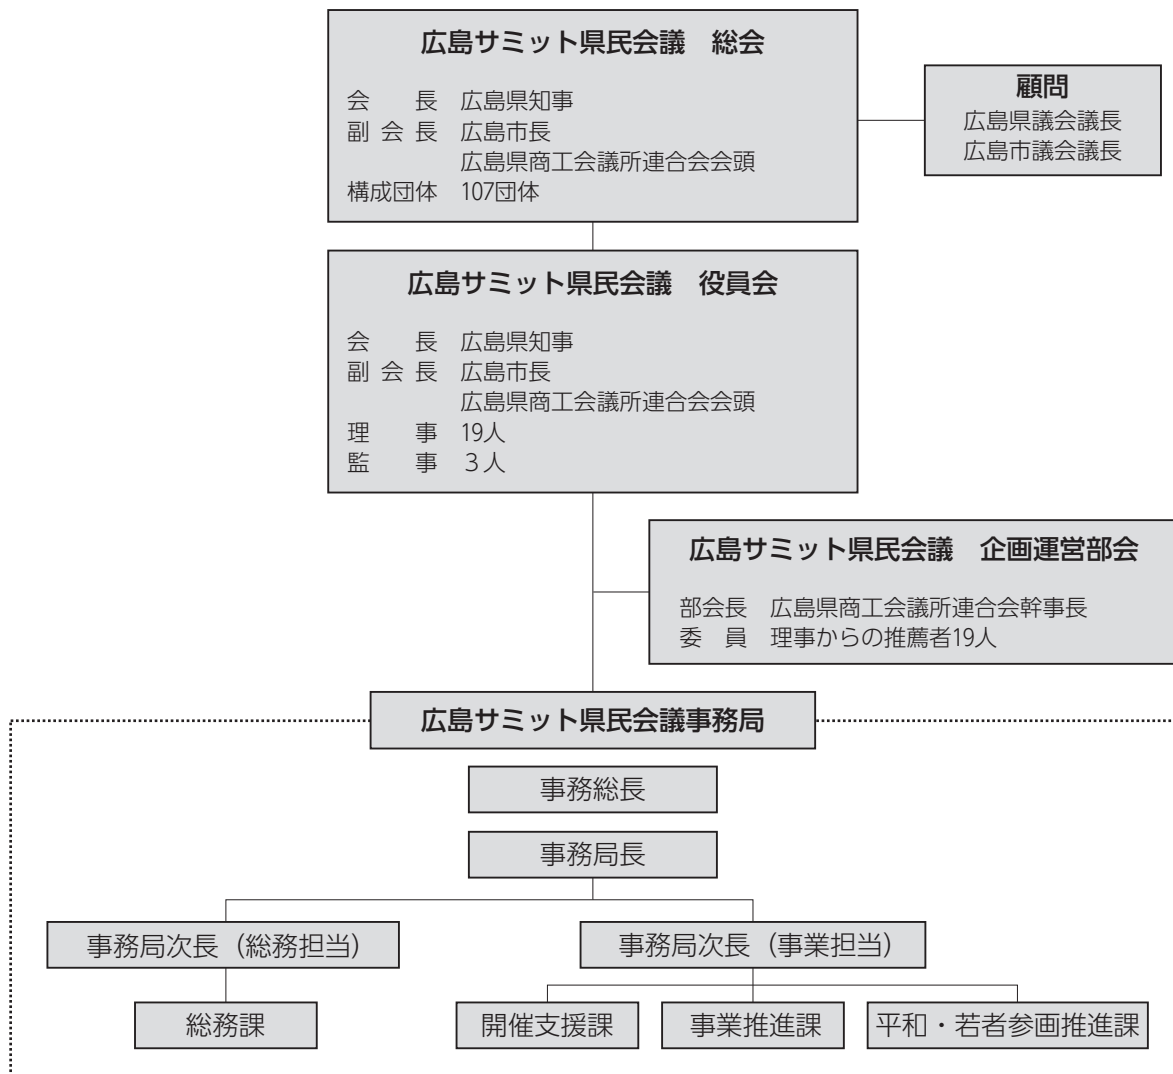 広島サミット県民会議　総会
会　　長　広島県知事
副 会 長　広島市長
広島県商工会議所連合会会頭
構成団体　107団体
顧問
広島県議会議長
広島市議会議長
広島サミット県民会議　役員会
会　　長　広島県知事
副 会 長　広島市長
広島県商工会議所連合会会頭
理　　事　19人
監　　事　３人
広島サミット県民会議　企画運営部会
部会長　広島県商工会議所連合会幹事長
委　員　理事からの推薦者19人
広島サミット県民会議事務局
事務総長
事務局長
事務局次長（総務担当）
事務局次長（事業担当）
総務課
開催支援課
事業推進課
平和・若者参画推進課